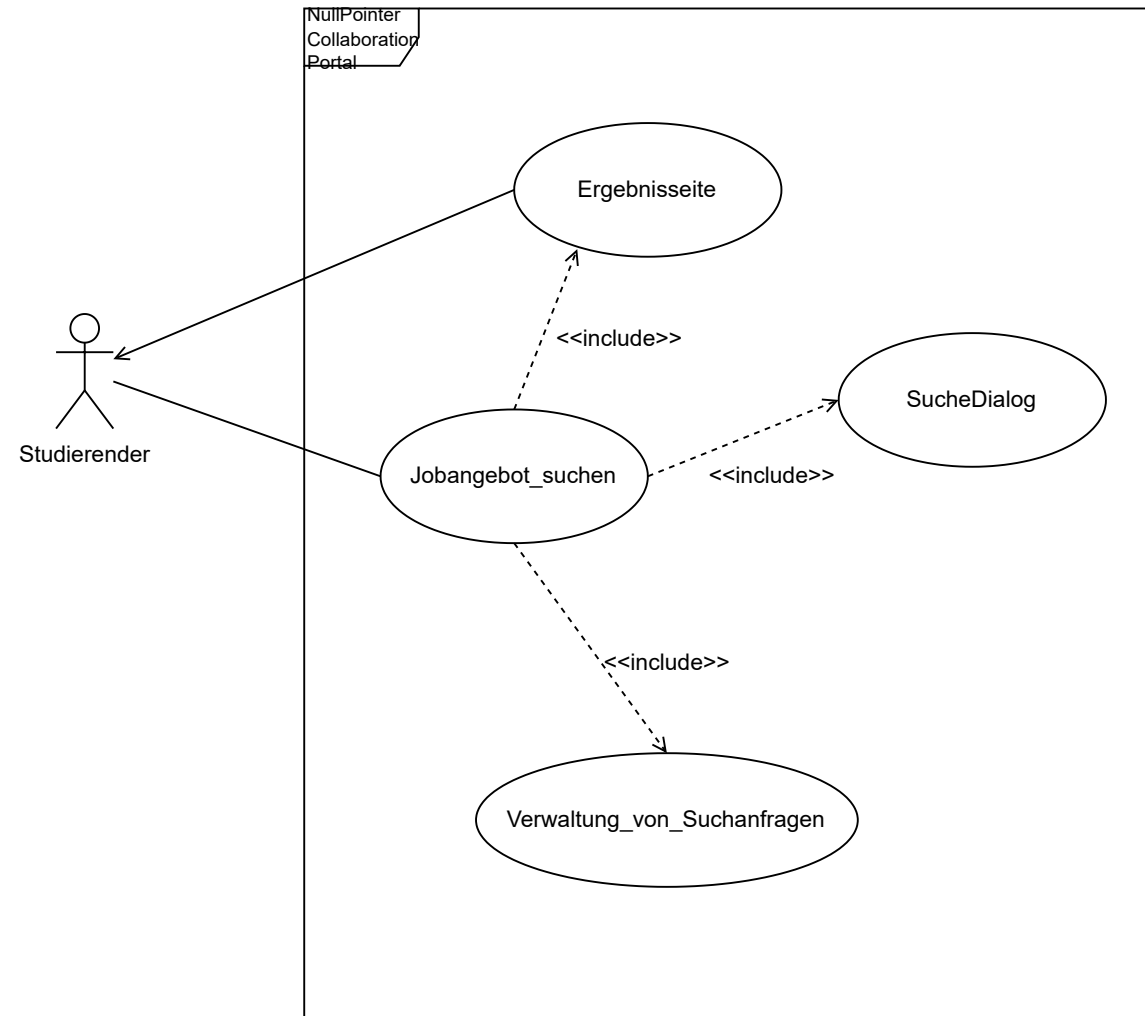 NullPointer
Collaboration
Portal
Ergebnisseite
<<include>>
SucheDialog
Studierender
Jobangebot_suchen
<<include>>
<<include>>
Verwaltung_von_Suchanfragen